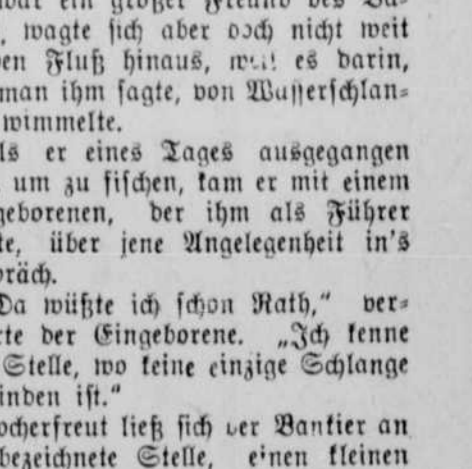 war ein großer Freund des Ba-
, wagte sich aber doch nicht weit
en Fluß hinaus, weil es darin,
man ihm sagte, von Wasserschlan-
wimmelte.
ls er eines Tages ausgegangen
um zu fischen, kam er mit einem
geborenen, der ihm als Führer
te, über jene Angelegenheit in's
präch.
Da wüßte ich schon Rath,“ ver-
rte der Eingeborene. „Ich kenne
Stelle, wo keine einzige Schlange
inden ist.“
ocherfreut ließ sich der Bankier an
bezeichnete Stelle, einen kleinen